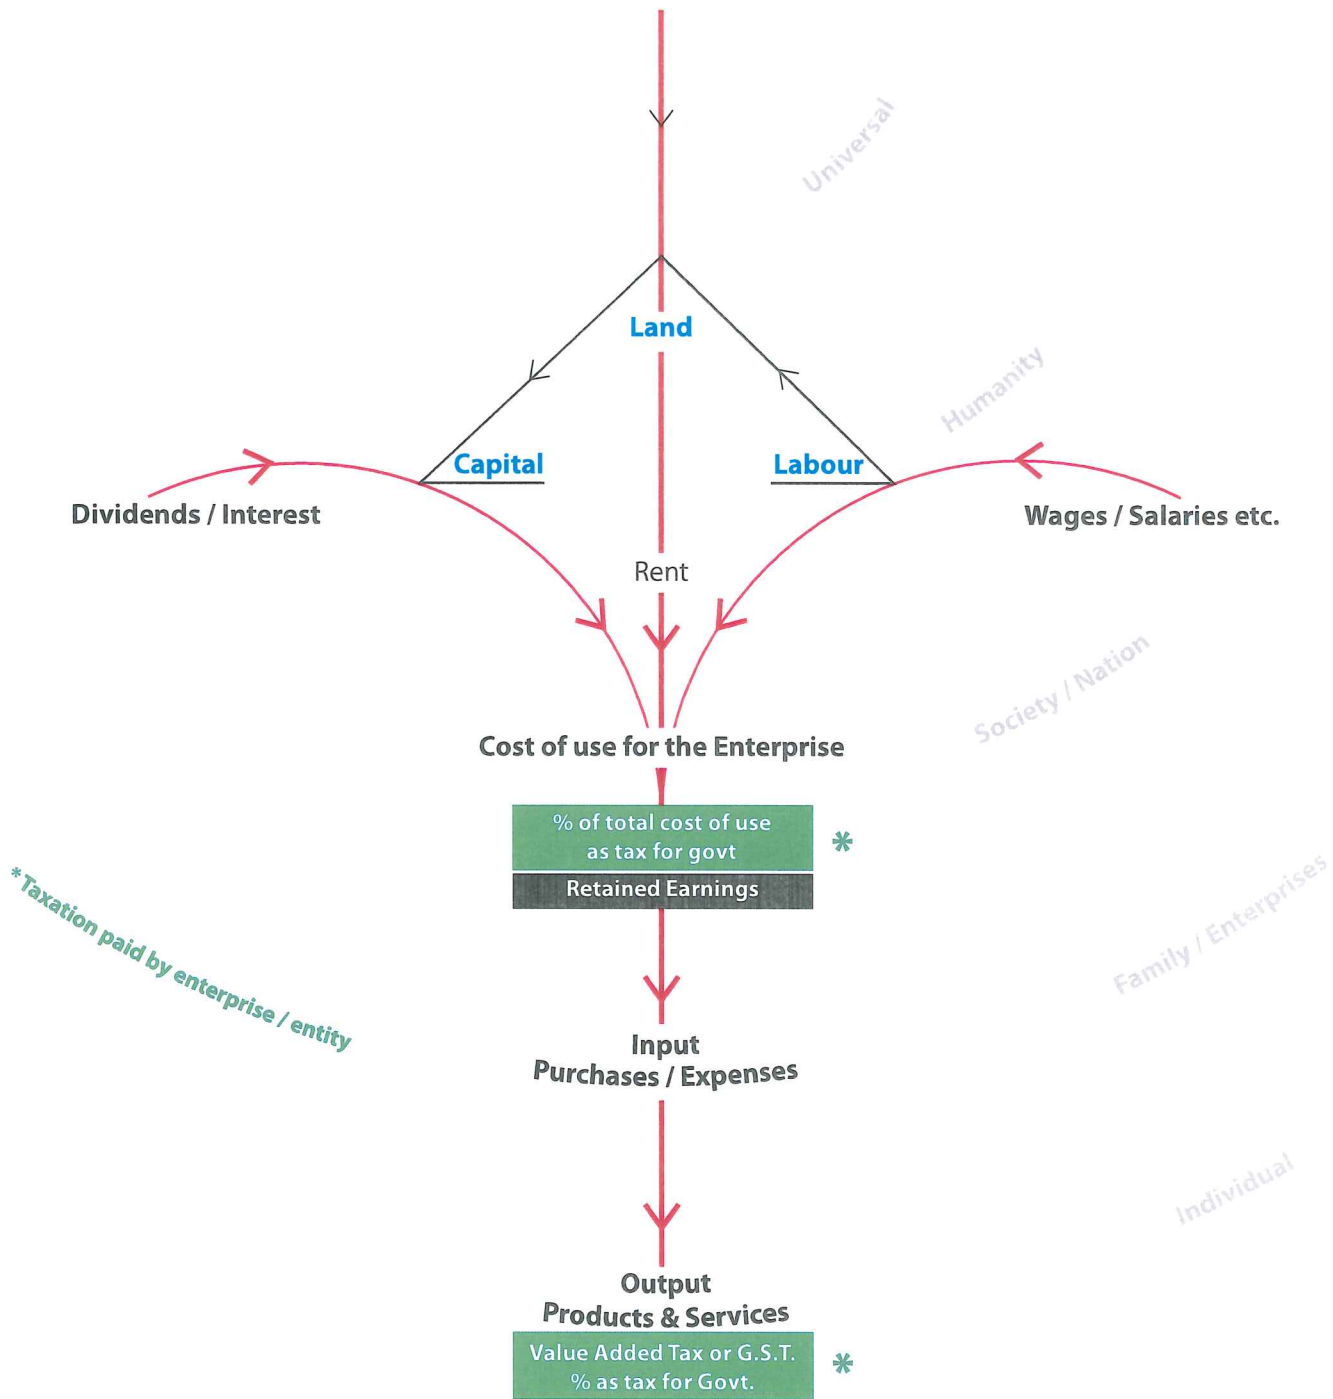 Universal
Land
Humanity
Capital
Labour
Dividends / Interest
Wages / Salaries etc.
Rent
Society / Nation
Cost of use for the Enterprise
% of total cost of use
as tax for govt
*
Retained Earnings
*Taxation paid by enterprise / entity
Family / Enterprises
Input
Purchases / Expenses
Individual
Output
Products & Services
Value Added Tax or G.S.T.
% as tax for Govt.
*